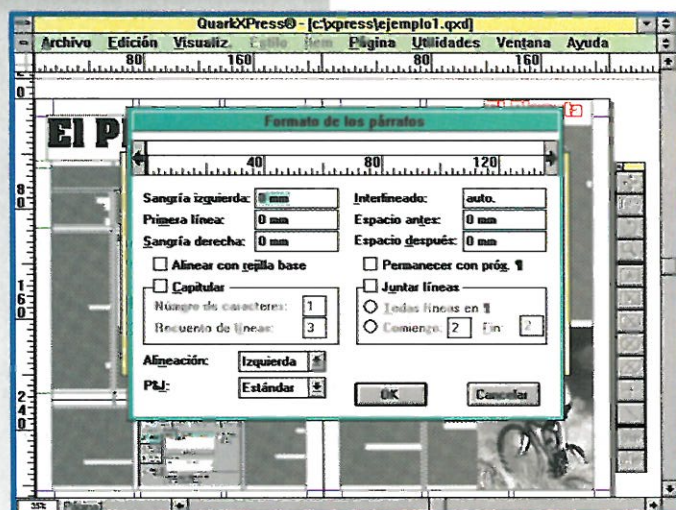 QuarkXPress® - [c:\xpress\ejemplo1.qxd]
Archivo Edición Visualiz. Estilo Item Página Utilidades Ventana Ayuda
80 160 80 160
0
El P
Formato de los párrafos
40 80 120
Sangría izquierda: 0 mm Interlineado: auto.
Primera línea: 0 mm Espacio antes: 0 mm
Sangría derecha: 0 mm Espacio después: 0 mm
Alinear con rejilla base Permanecer con próx. ¶
Capitular Juntar líneas
Número de caracteres: 1 Todas líneas en ¶
Recuento de líneas: 3 Comienzo: 2 Fin: 2
Alineación: Izquierda
P&J: Estándar OK Cancelar
80
160
240
35% Página1